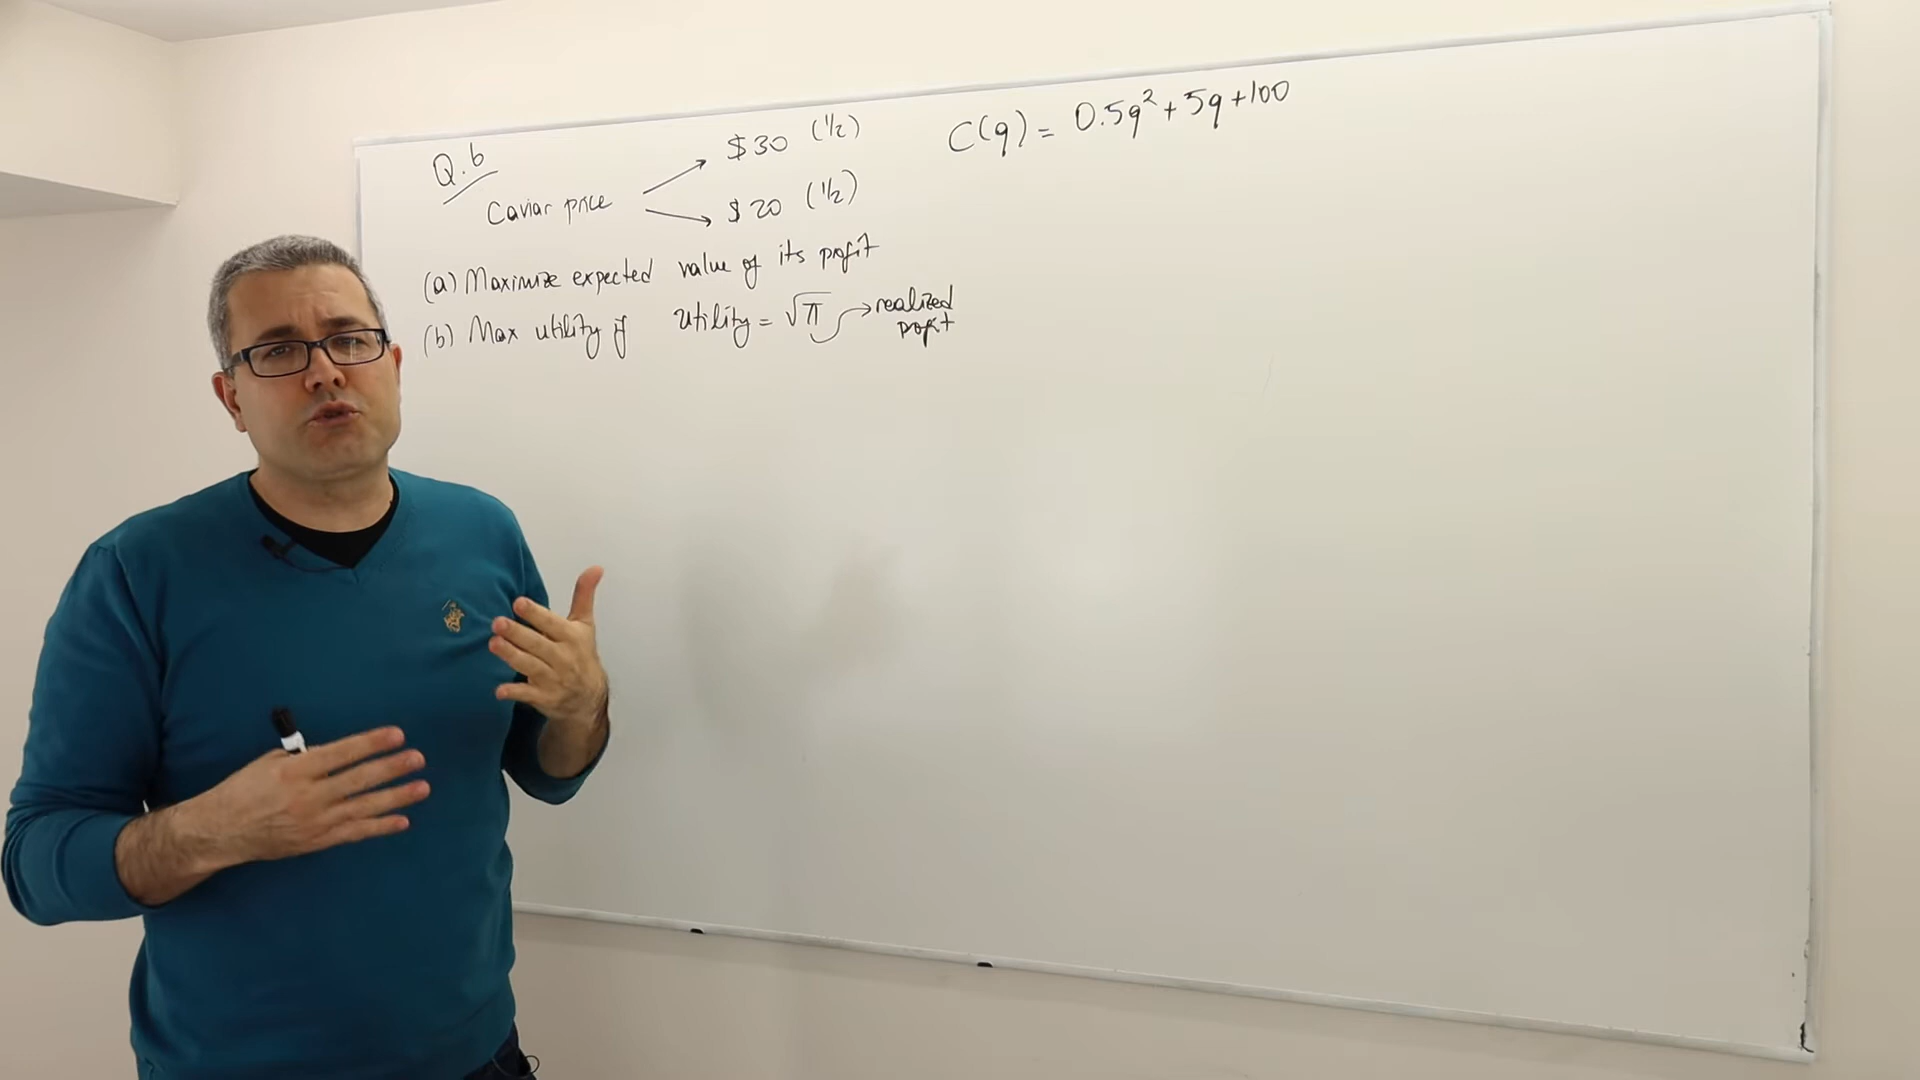 Q.6
Caviar price
$30 (1/2)
$20 (1/2)
C(q) = 0.5q² + 5q + 100
(a) Maximize expected value of its profit
(b) Max utility if utility = √π → realized
profit